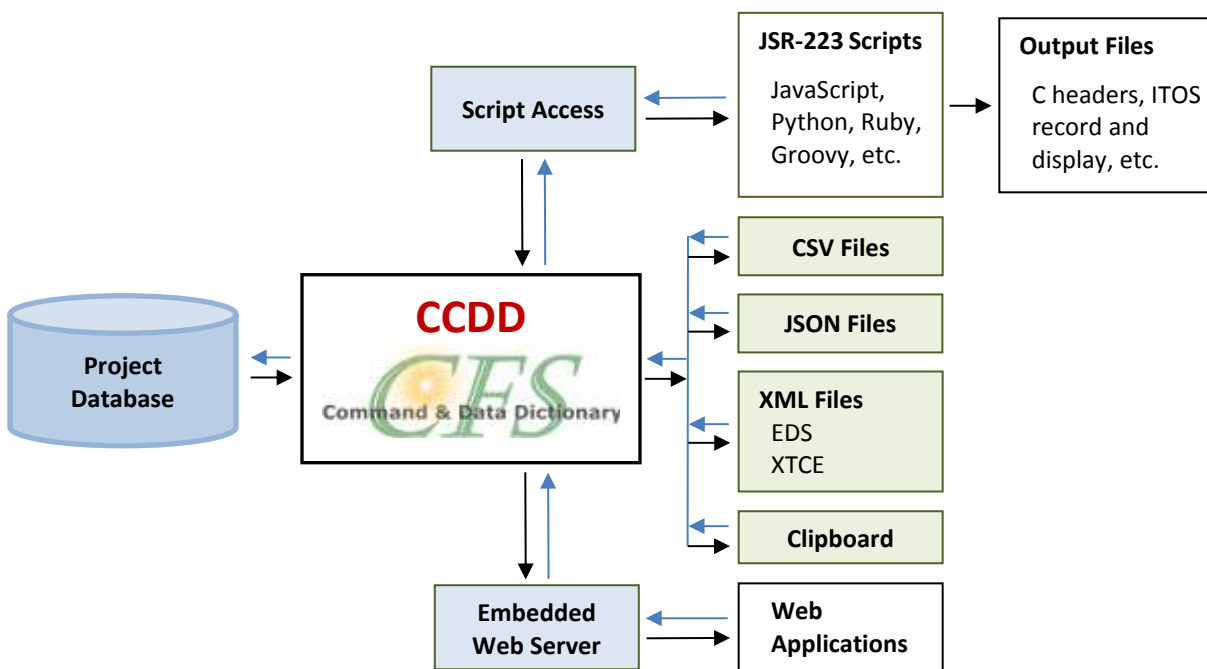 JSR-223 Scripts
JavaScript,
Python, Ruby,
Groovy, etc.
Output Files
C headers, ITOS
record and
display, etc.
Script Access
CSV Files
JSON Files
XML Files
EDS
XTCE
Clipboard
Project
Database
CCDD
CFS
Command & Data Dictionary
Embedded
Web Server
Web
Applications